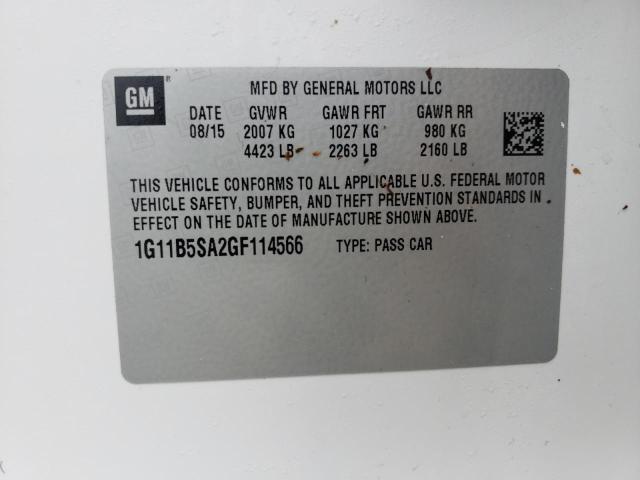 GM®
MFD BY GENERAL MOTORS LLC
DATE GVWR GAWR FRT GAWR RR
08/15 2007 KG 1027 KG 980 KG
4423 LB 2263 LB 2160 LB
THIS VEHICLE CONFORMS TO ALL APPLICABLE U.S. FEDERAL MOTOR
VEHICLE SAFETY, BUMPER, AND THEFT PREVENTION STANDARDS IN
EFFECT ON THE DATE OF MANUFACTURE SHOWN ABOVE.
1G11B5SA2GF114566 TYPE: PASS CAR